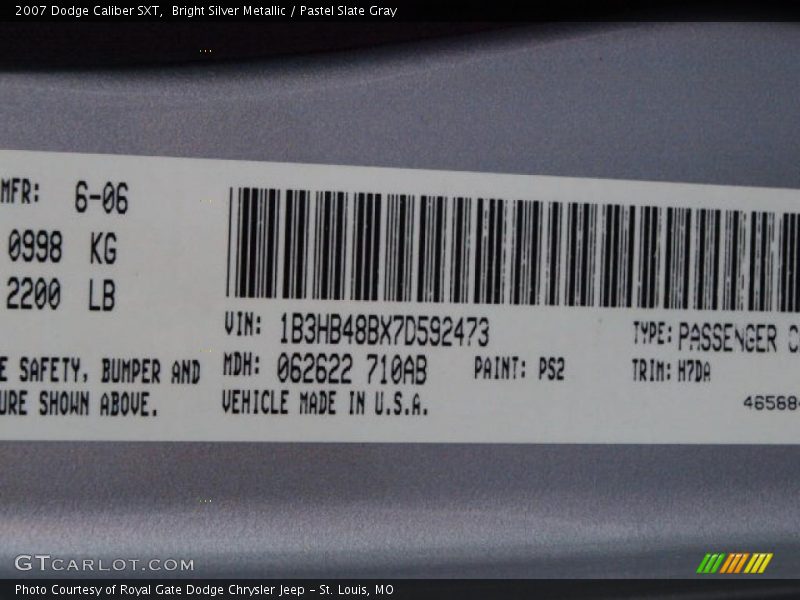 2007 Dodge Caliber SXT,  Bright Silver Metallic / Pastel Slate Gray
MFR: 6-06
0998 KG
2200 LB
VIN: 1B3HB48BX7D592473
TYPE: PASSENGER
MDH: 062622 710AB
PAINT: PS2
TRIM: H7DA
SAFETY, BUMPER AND
SHOWN ABOVE.
VEHICLE MADE IN U.S.A.
GTCARLOT.COM
Photo Courtesy of Royal Gate Dodge Chrysler Jeep - St. Louis, MO